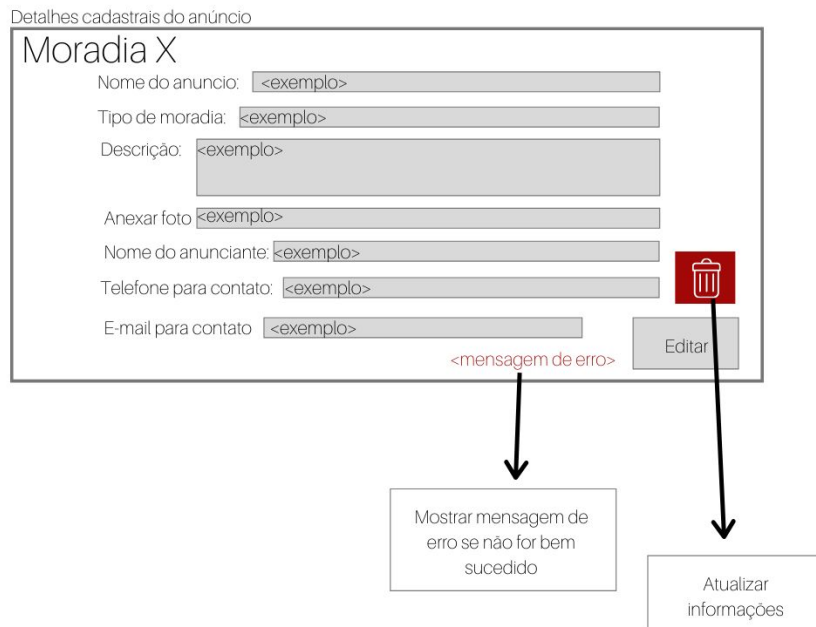 Detalhes cadastrais do anúncio
Moradia X
Nome do anuncio: <exemplo>
Tipo de moradia: <exemplo>
Descrição: <exemplo>
Anexar foto <exemplo>
Nome do anunciante: <exemplo>
Telefone para contato: <exemplo>
E-mail para contato <exemplo>
Editar
<mensagem de erro>
Mostrar mensagem de
erro se não for bem
sucedido
Atualizar
informações